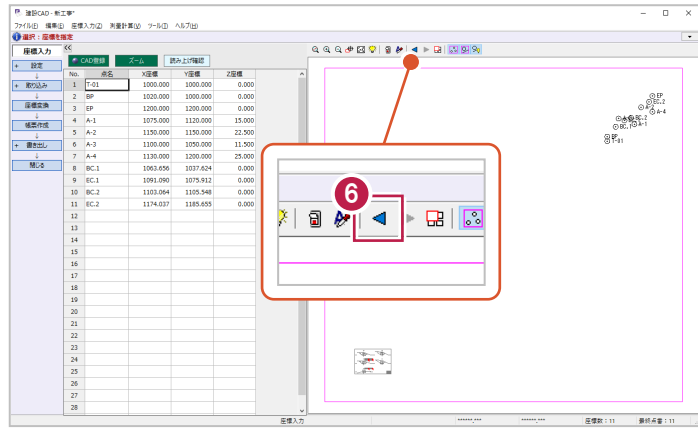 建設CAD - 新工事*
ファイル(F) 編集(E) 座標入力(Z) 測量計算(V) ツール(T) ヘルプ(H)
選択：座標を指定
座標入力
+ 設定
↓
+ 取り込み
↓
座標変換
↓
帳票作成
↓
+ 書き出し
↓
閉じる
<<
CAD登録 ズーム 読み上げ確認
No. 点名 X座標 Y座標 Z座標
1 T-01 1000.000 1000.000 0.000
2 BP 1020.000 1000.000 0.000
3 EP 1200.000 1200.000 0.000
4 A-1 1075.000 1120.000 15.000
5 A-2 1150.000 1150.000 22.500
6 A-3 1100.000 1050.000 11.500
7 A-4 1130.000 1200.000 25.000
8 BC.1 1063.656 1037.624 0.000
9 EC.1 1091.090 1075.912 0.000
10 BC.2 1103.064 1105.548 0.000
11 EC.2 1174.037 1185.655 0.000
12
13
14
15
16
17
18
19
20
21
22
23
24
25
26
27
28
EP
EC.2
A-2
A-4
BC.2
BC.1
A-1
BP
T-01
6
座標入力 ******.*** ******.*** 座標数：11 最終点番：11